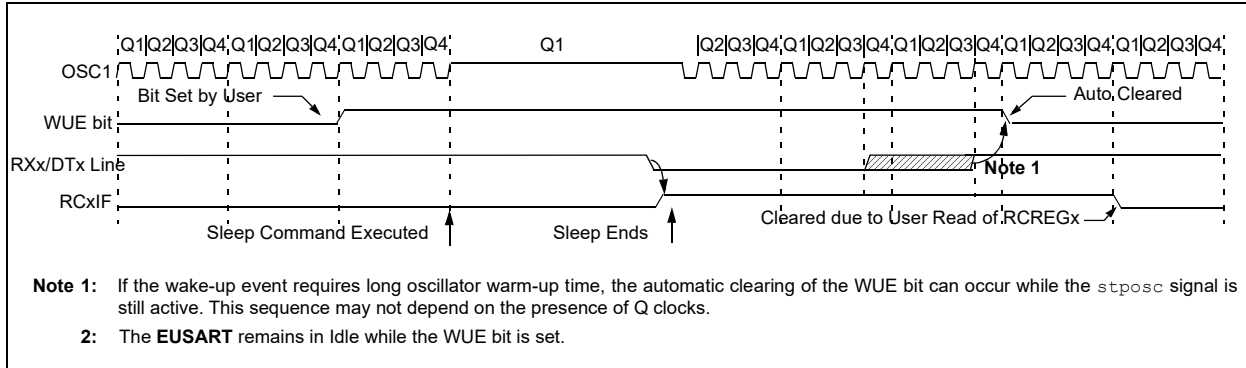 Q1 Q2 Q3 Q4 Q1 Q2 Q3 Q4 Q1 Q2 Q3 Q4 Q1 Q2 Q3 Q4 Q1 Q2 Q3 Q4 Q1 Q2 Q3 Q4 Q1 Q2 Q3 Q4 Q1 Q2 Q3 Q4
OSC1
Bit Set by User
Auto Cleared
WUE bit
RXx/DTx Line
Note 1
RCxIF
Cleared due to User Read of RCREGx
Sleep Command Executed
Sleep Ends
Note 1: If the wake-up event requires long oscillator warm-up time, the automatic clearing of the WUE bit can occur while the stposc signal is
still active. This sequence may not depend on the presence of Q clocks.
2: The EUSART remains in Idle while the WUE bit is set.